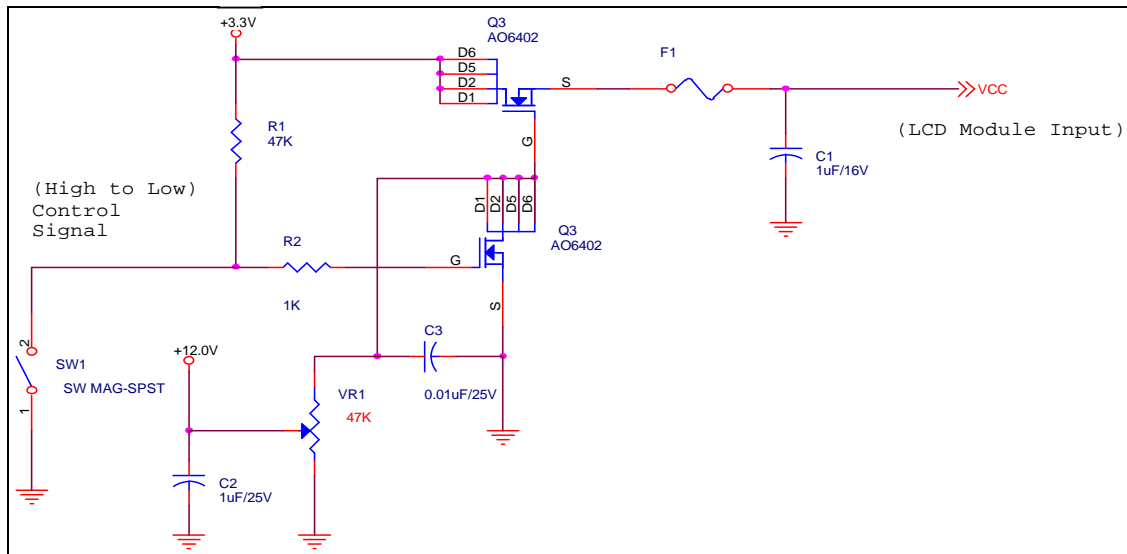 +3.3V
Q3
AO6402
D6
D5
D2
D1
S
G
F1
VCC
(LCD Module Input)
R1
47K
C1
1uF/16V
(High to Low)
Control
Signal
D1
D2
D5
D6
Q3
AO6402
R2
1K
G
S
2
SW1
SW MAG-SPST
1
+12.0V
C3
0.01uF/25V
VR1
47K
C2
1uF/25V